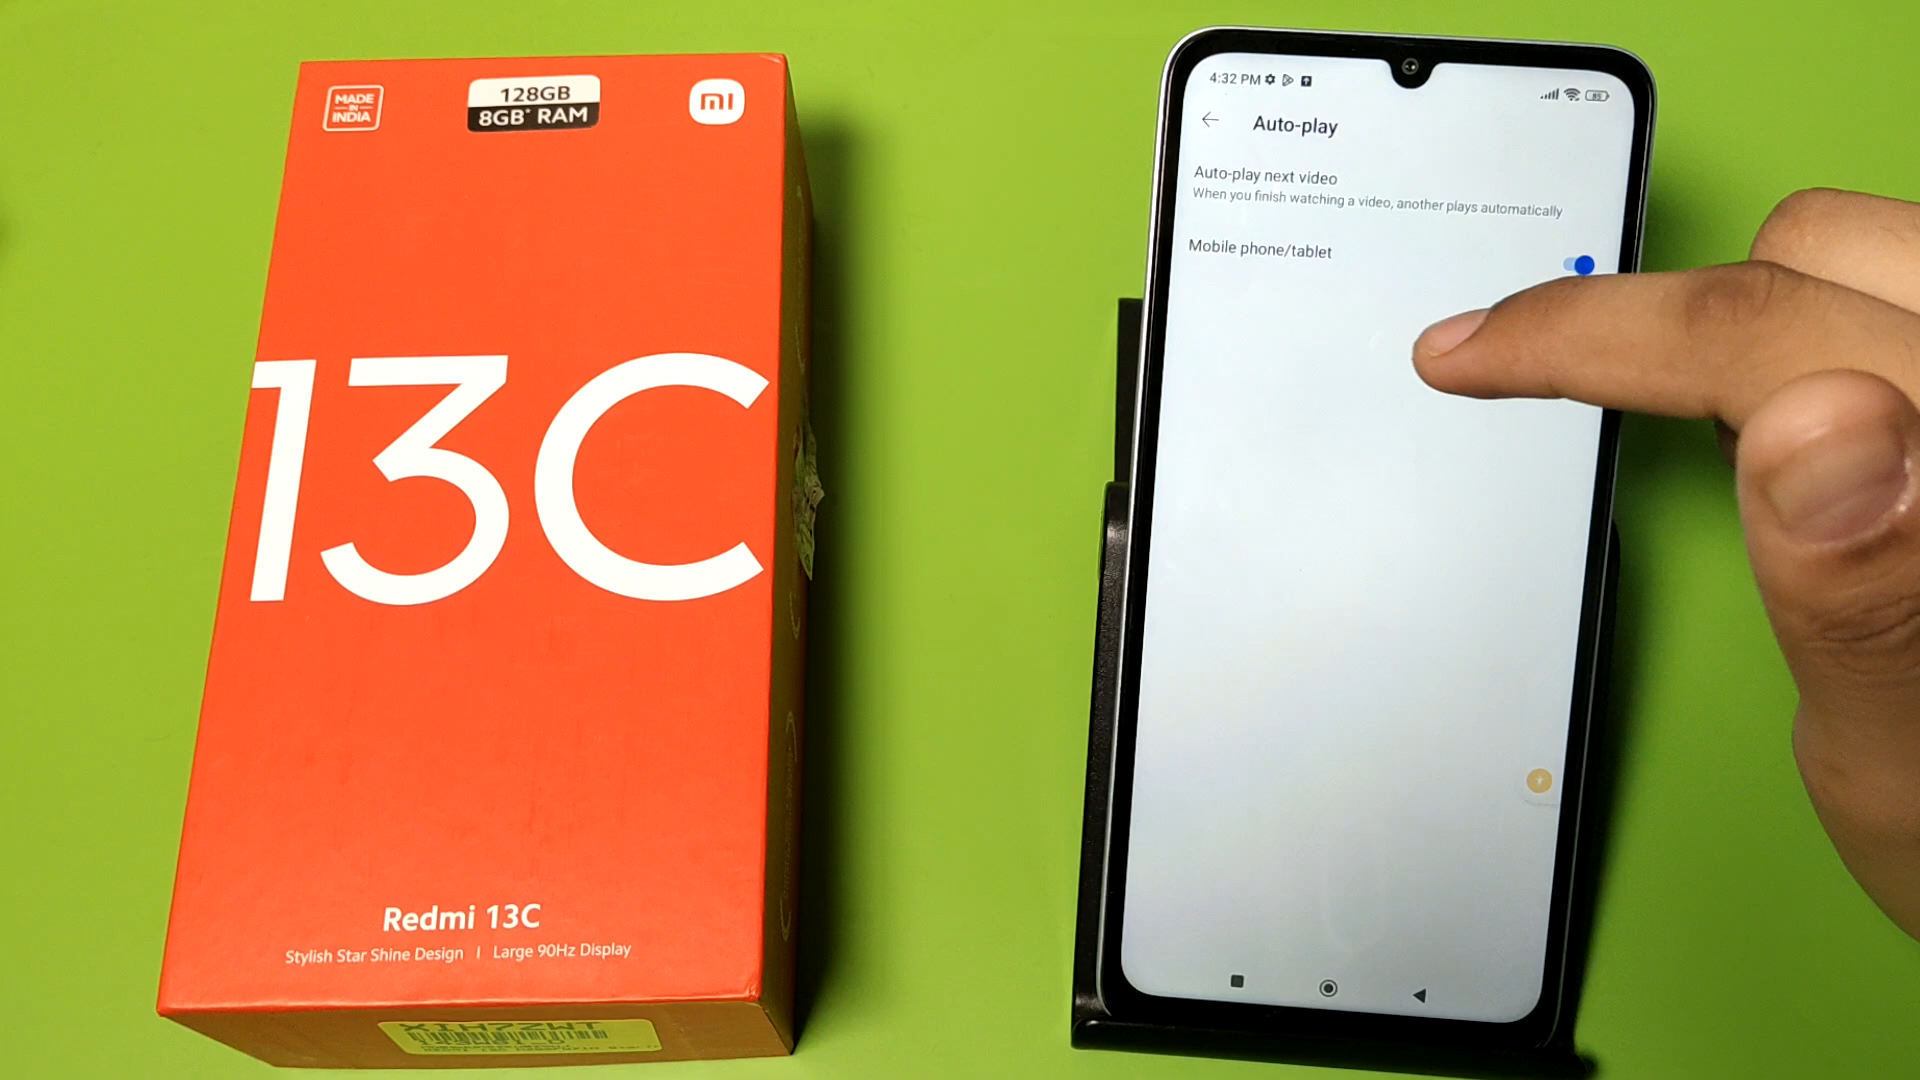 MADE
IN
INDIA
128GB
8GB* RAM
mi
13C
Redmi 13C
Stylish Star Shine Design | Large 90Hz Display
4:32 PM
85
Auto-play
Auto-play next video
When you finish watching a video, another plays automatically
Mobile phone/tablet